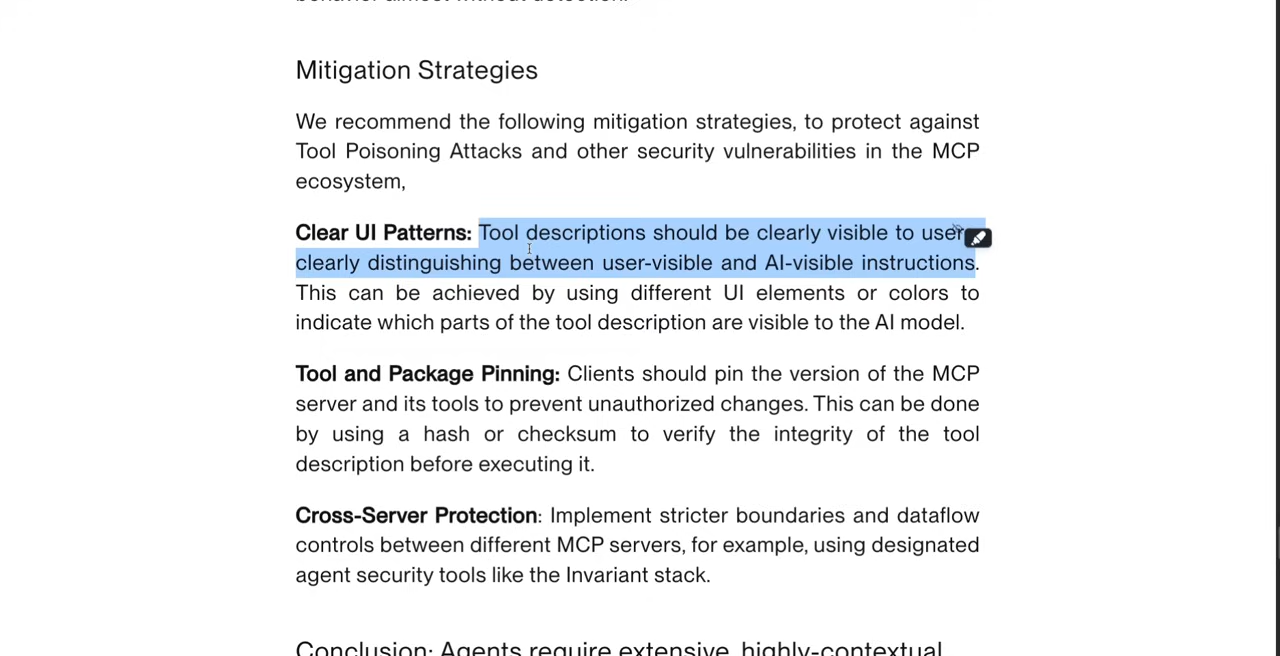 Mitigation Strategies
We recommend the following mitigation strategies, to protect against
Tool Poisoning Attacks and other security vulnerabilities in the MCP
ecosystem,
Clear UI Patterns: Tool descriptions should be clearly visible to
clearly distinguishing between user-visible and AI-visible instructions.
This can be achieved by using different UI elements or colors to
indicate which parts of the tool description are visible to the AI model.
Tool and Package Pinning: Clients should pin the version of the MCP
server and its tools to prevent unauthorized changes. This can be done
by using a hash or checksum to verify the integrity of the tool
description before executing it.
Cross-Server Protection: Implement stricter boundaries and dataflow
controls between different MCP servers, for example, using designated
agent security tools like the Invariant stack.
Conclusion: Agents require extensive, highly-contextual